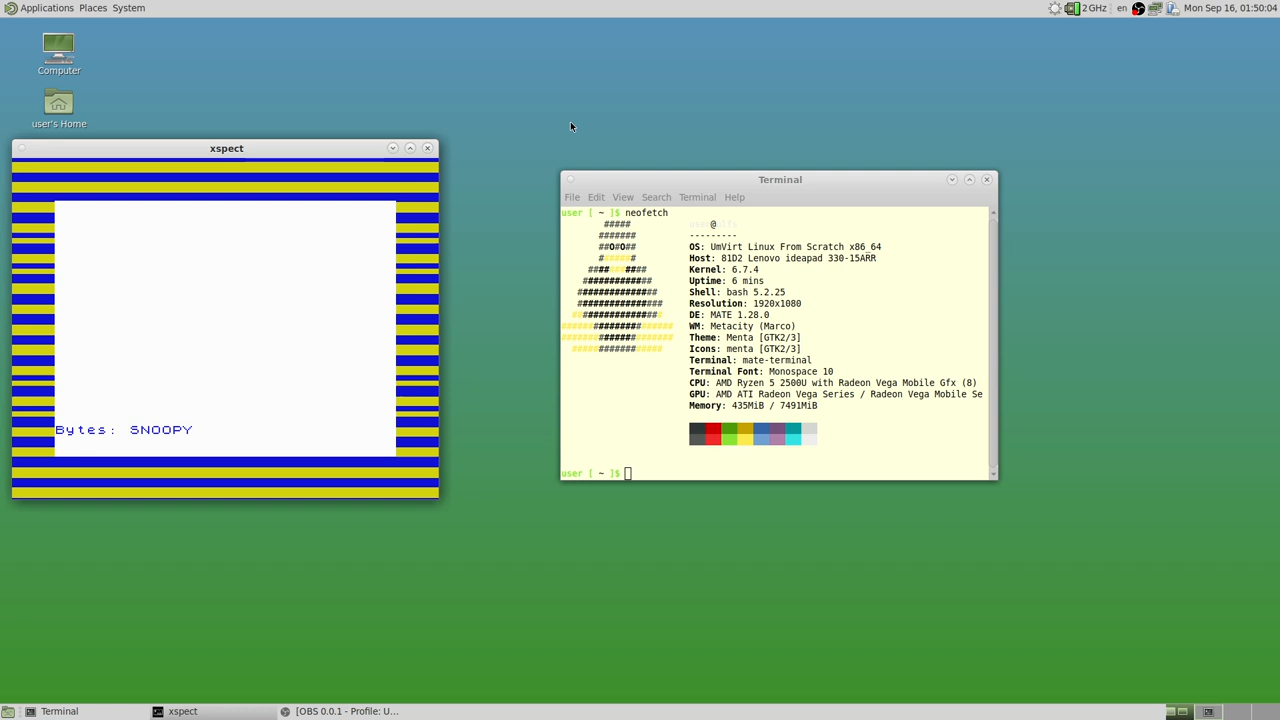 Applications Places System
2 GHz en Mon Sep 16, 01:50:04
Computer
user's Home
xspect
Bytes: SNOOPY
Terminal
File Edit View Search Terminal Help
user [ ~ ]$ neofetch
#####
#######
##O#O##
#######
###########
#############
###############
################
---------
OS: UmVirt Linux From Scratch x86_64
Host: 81D2 Lenovo ideapad 330-15ARR
Kernel: 6.7.4
Uptime: 6 mins
Shell: bash 5.2.25
Resolution: 1920x1080
DE: MATE 1.28.0
WM: Metacity (Marco)
Theme: Menta [GTK2/3]
Icons: menta [GTK2/3]
Terminal: mate-terminal
Terminal Font: Monospace 10
CPU: AMD Ryzen 5 2500U with Radeon Vega Mobile Gfx (8)
GPU: AMD ATI Radeon Vega Series / Radeon Vega Mobile Se
Memory: 435MiB / 7491MiB
user [ ~ ]$
Terminal
xspect
[OBS 0.0.1 - Profile: U...